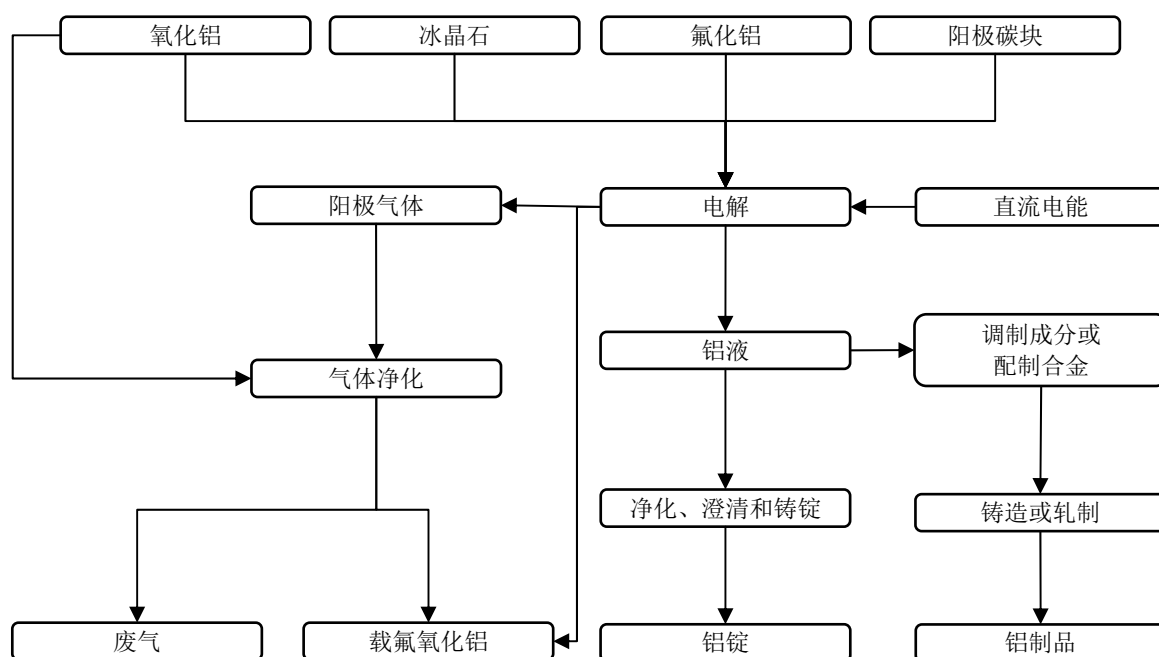 氧化铝
冰晶石
氟化铝
阳极碳块
阳极气体
电解
直流电能
铝液
调制成分或
配制合金
气体净化
净化、澄清和铸锭
铸造或轧制
废气
载氟氧化铝
铝锭
铝制品